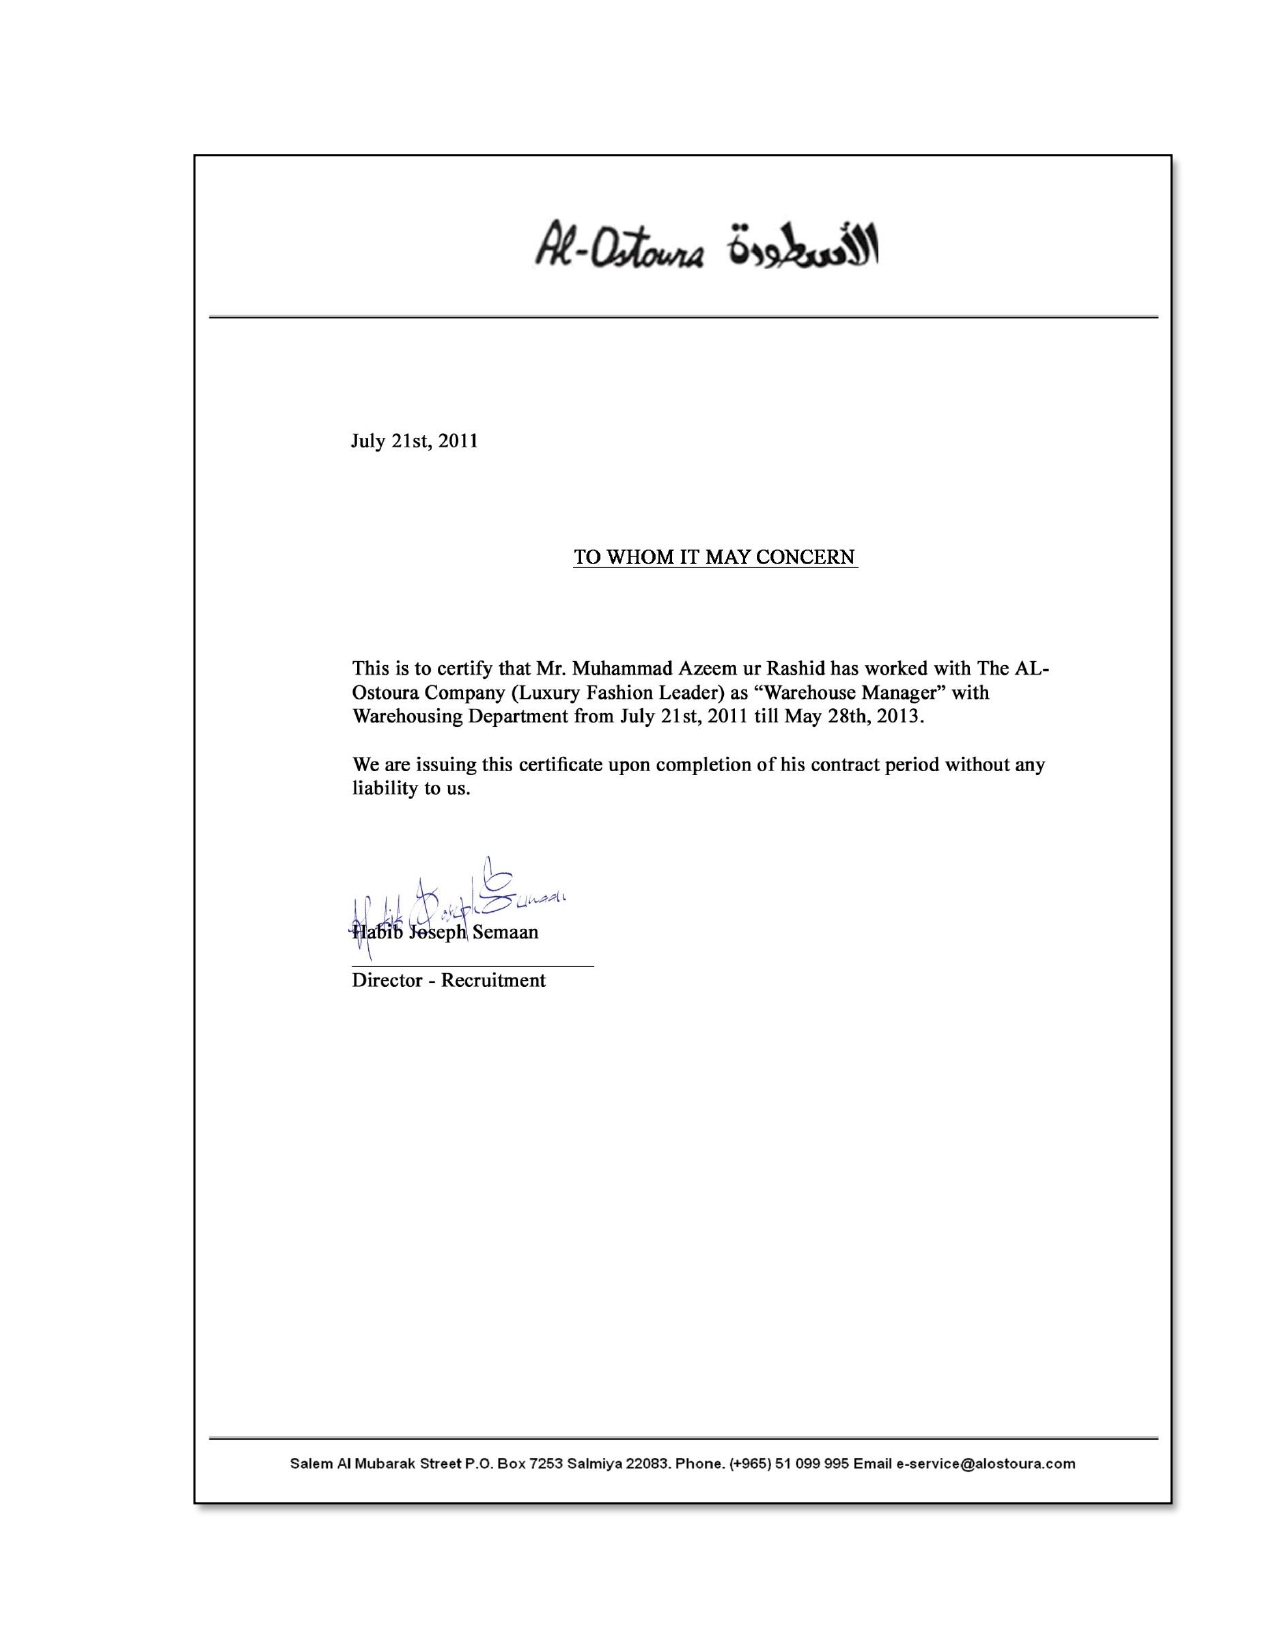 Al-Ostoura الأسطورة
July 21st, 2011
TO WHOM IT MAY CONCERN
This is to certify that Mr. Muhammad Azeem ur Rashid has worked with The AL-
Ostoura Company (Luxury Fashion Leader) as “Warehouse Manager” with
Warehousing Department from July 21st, 2011 till May 28th, 2013.
We are issuing this certificate upon completion of his contract period without any
liability to us.
Habib Joseph Semaan
Habib Joseph Semaan
Director - Recruitment
Salem Al Mubarak Street P.O. Box 7253 Salmiya 22083. Phone. (+965) 51 099 995 Email e-service@alostoura.com